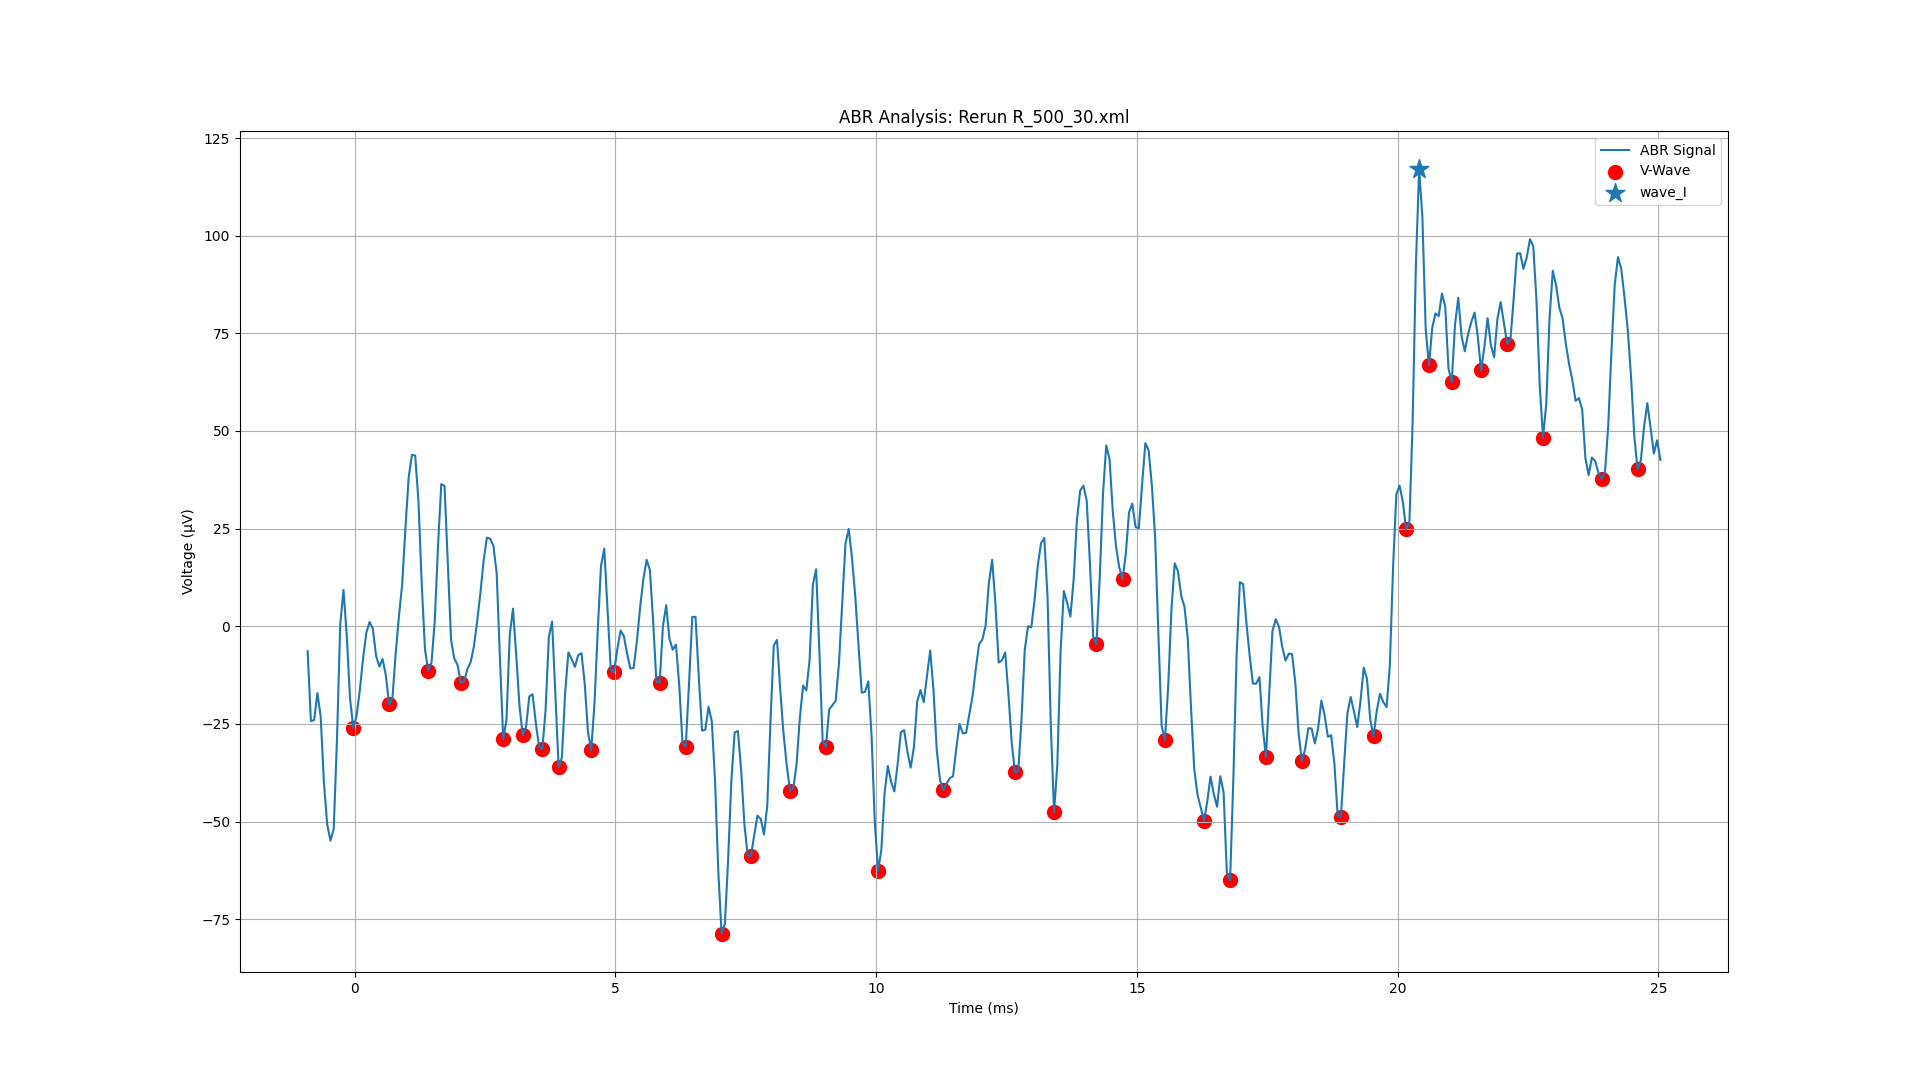 ABR Analysis: Rerun R_500_30.xml
ABR Signal
V-Wave
wave_I
Voltage (µV)
125
100
75
50
25
0
−25
−50
−75
0 5 10 15 20 25
Time (ms)